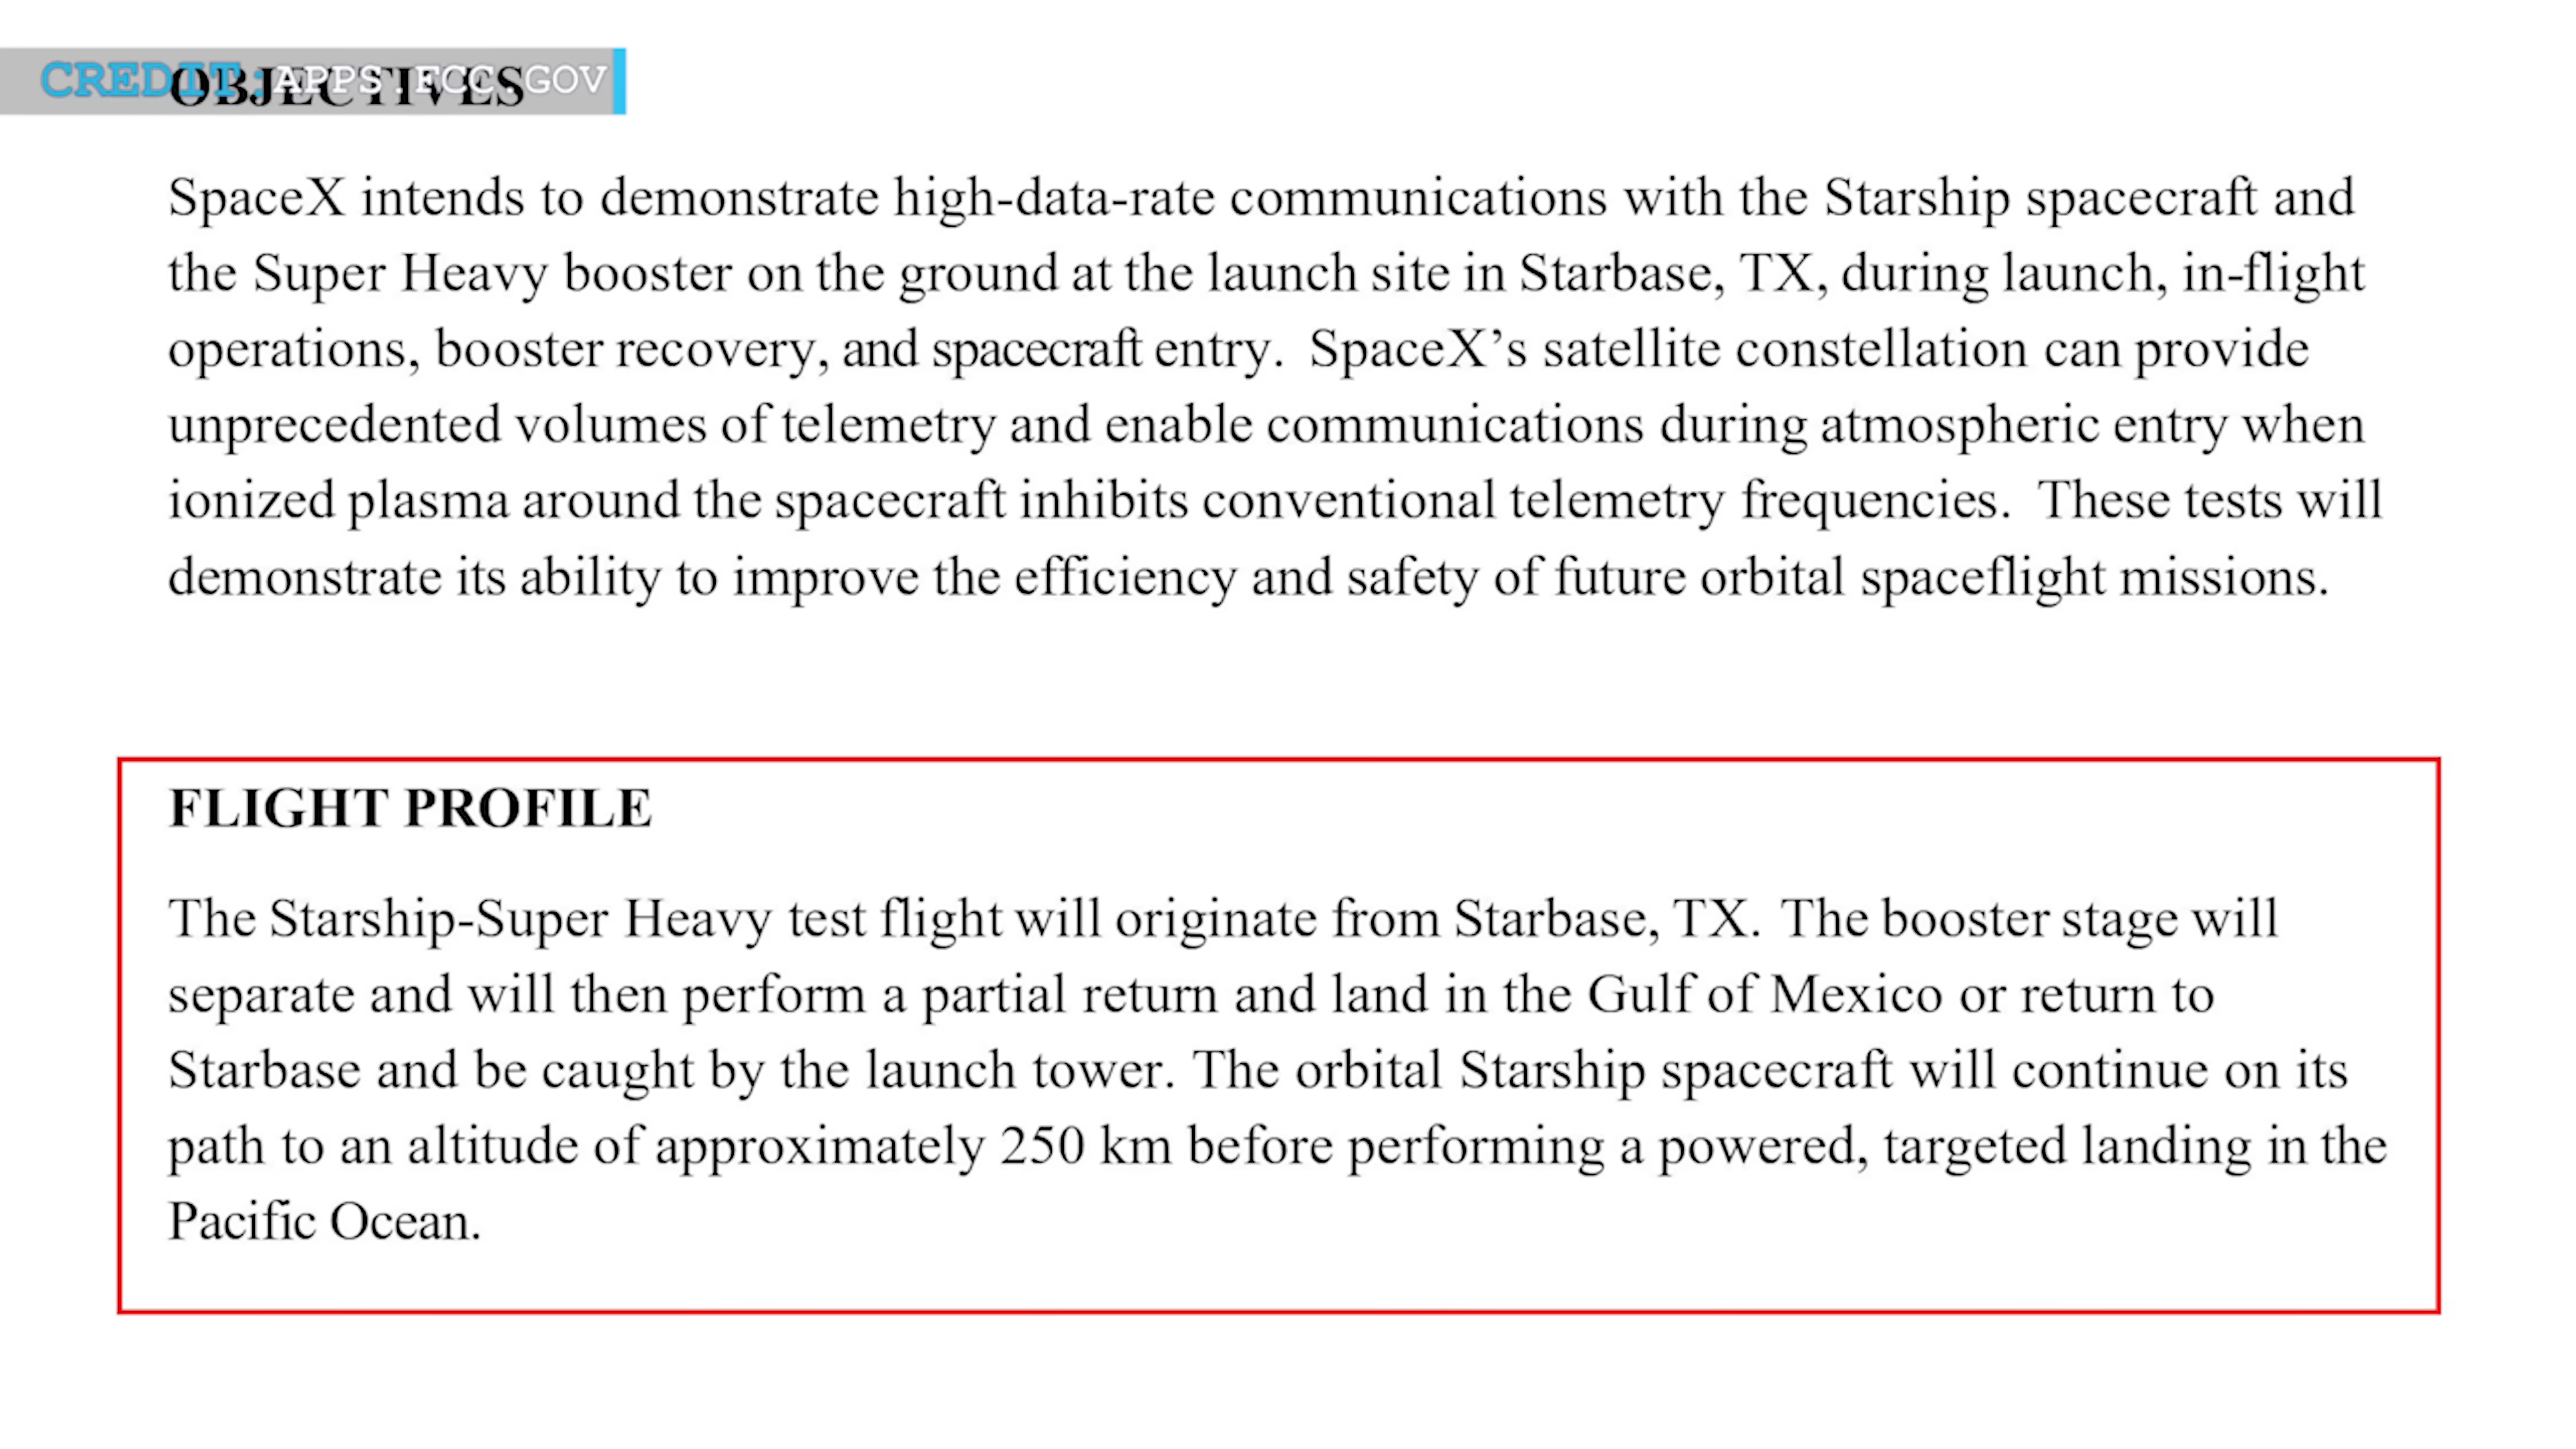 CREDIT: APPS.FCC.GOV
OBJECTIVES
SpaceX intends to demonstrate high-data-rate communications with the Starship spacecraft and
the Super Heavy booster on the ground at the launch site in Starbase, TX, during launch, in-flight
operations, booster recovery, and spacecraft entry.  SpaceX’s satellite constellation can provide
unprecedented volumes of telemetry and enable communications during atmospheric entry when
ionized plasma around the spacecraft inhibits conventional telemetry frequencies.  These tests will
demonstrate its ability to improve the efficiency and safety of future orbital spaceflight missions.
FLIGHT PROFILE
The Starship-Super Heavy test flight will originate from Starbase, TX.  The booster stage will
separate and will then perform a partial return and land in the Gulf of Mexico or return to
Starbase and be caught by the launch tower. The orbital Starship spacecraft will continue on its
path to an altitude of approximately 250 km before performing a powered, targeted landing in the
Pacific Ocean.